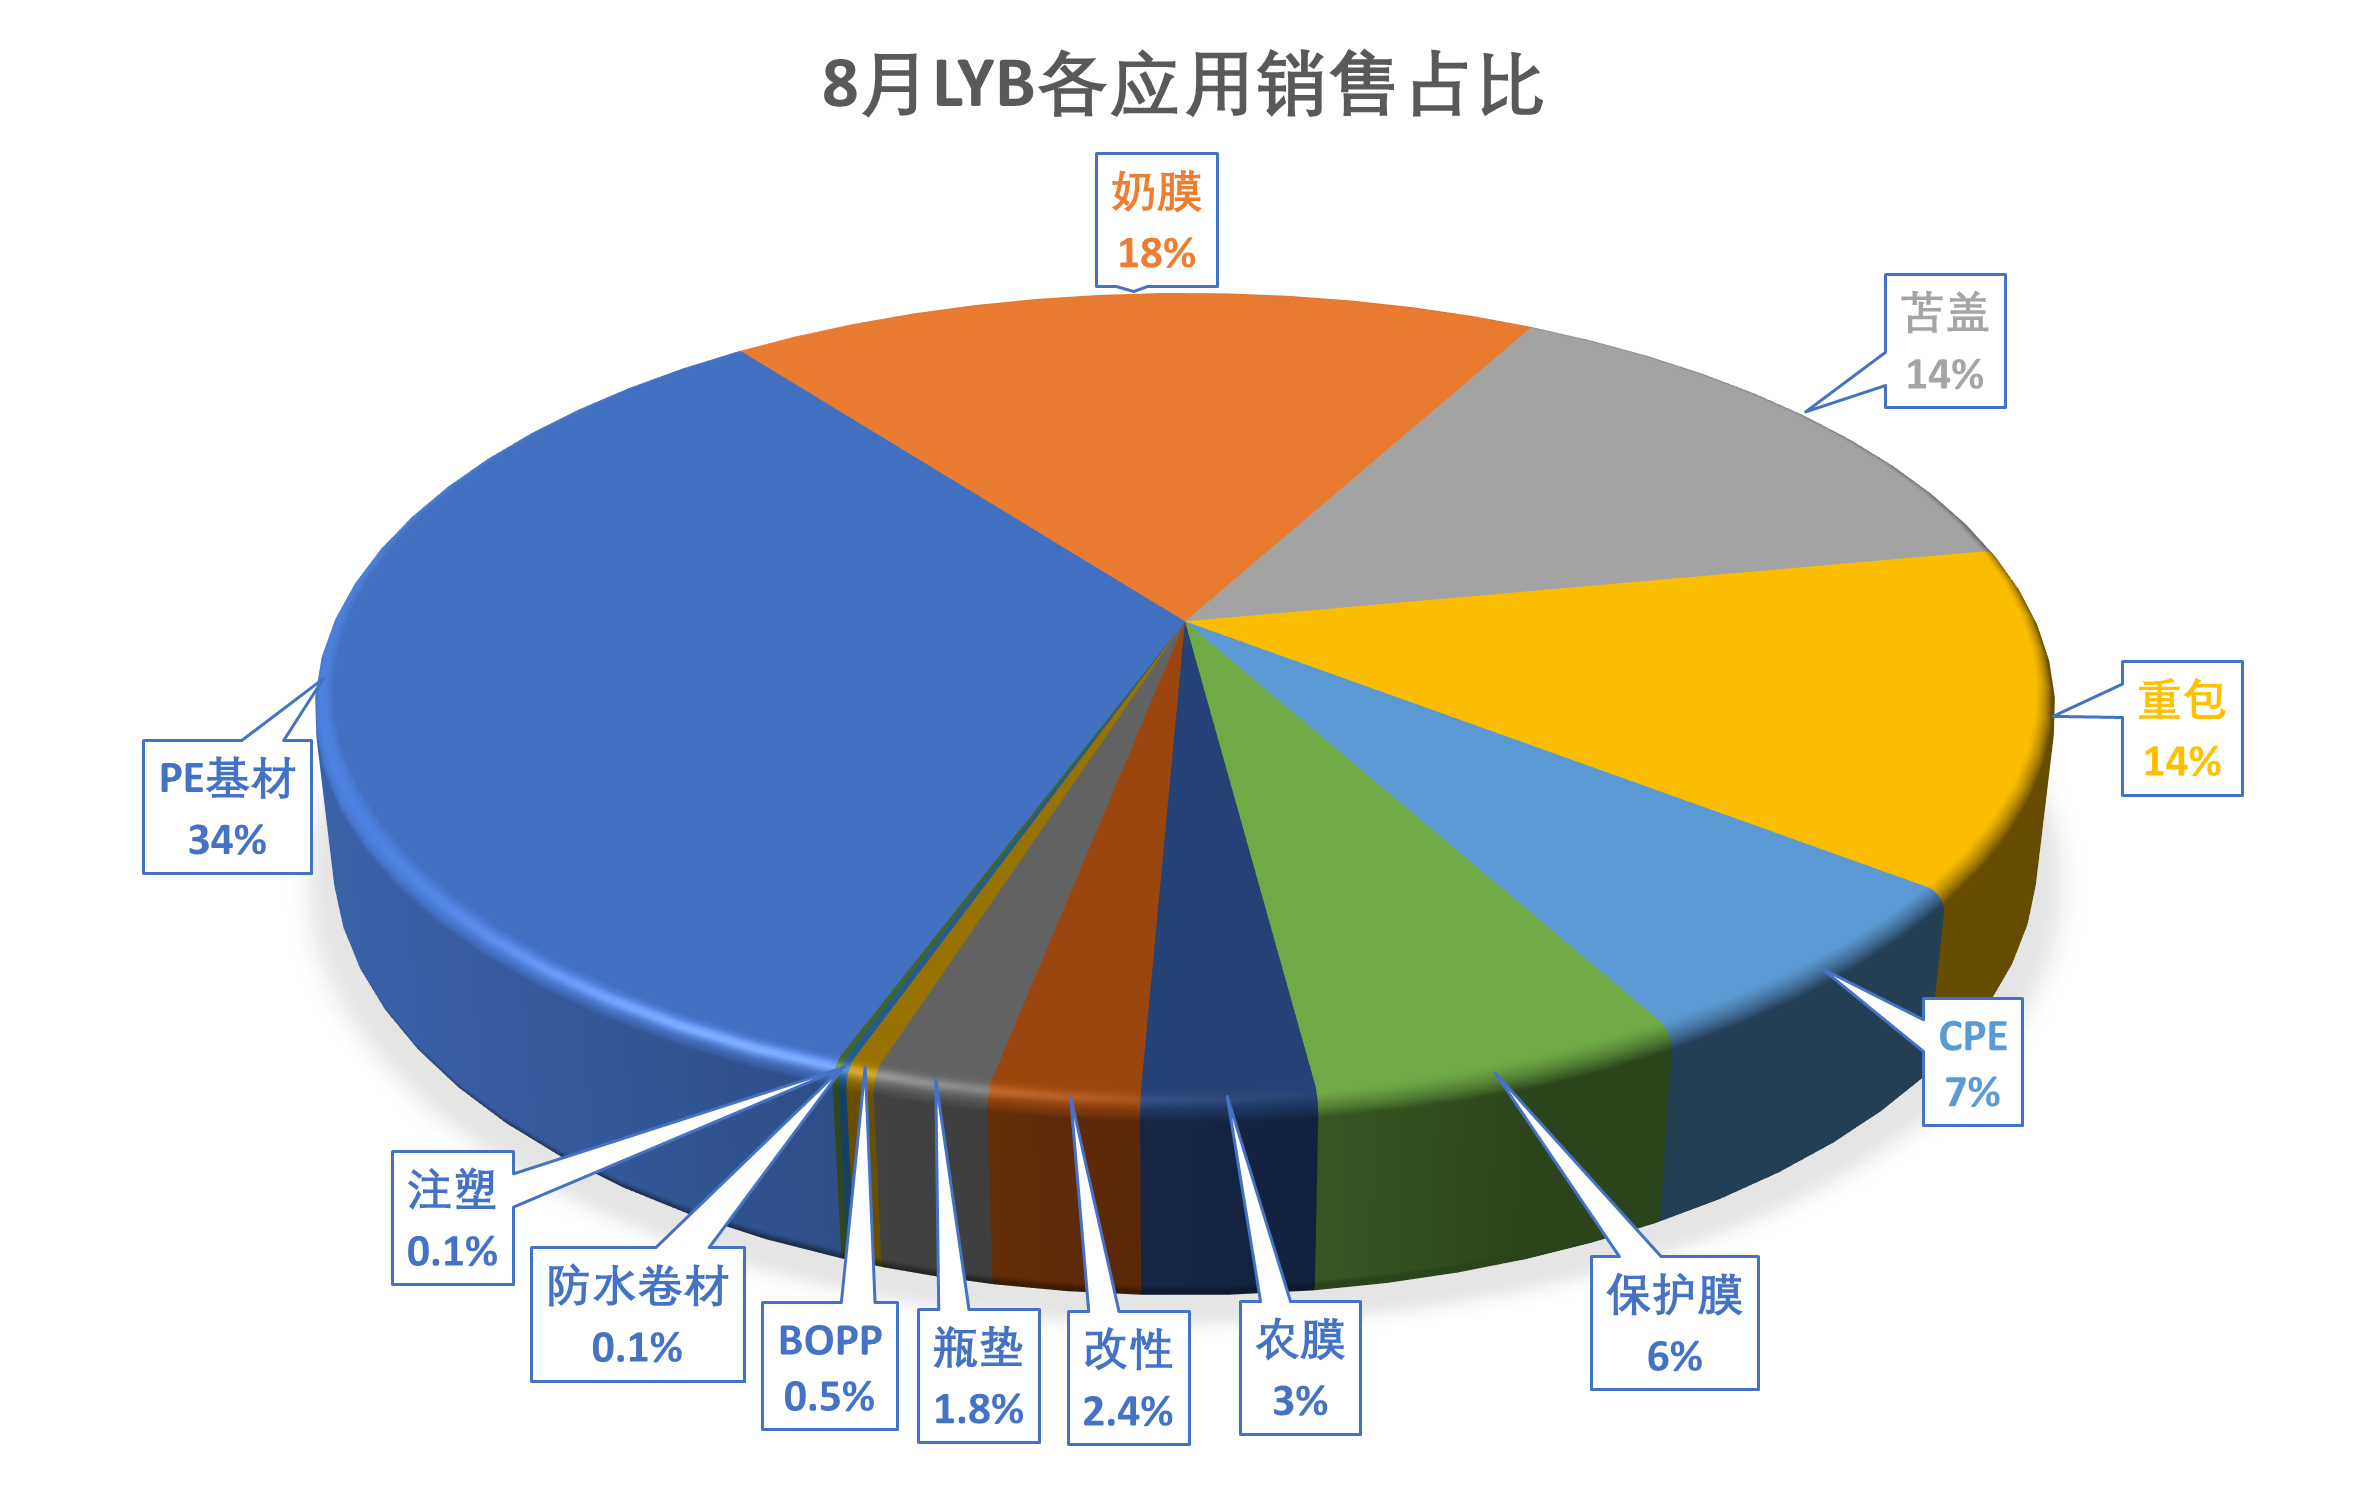 8月LYB各应用销售占比
奶膜
18%
苫盖
14%
重包
14%
PE基材
34%
CPE
7%
注塑
0.1%
防水卷材
0.1%
BOPP
0.5%
瓶垫
1.8%
改性
2.4%
农膜
3%
保护膜
6%